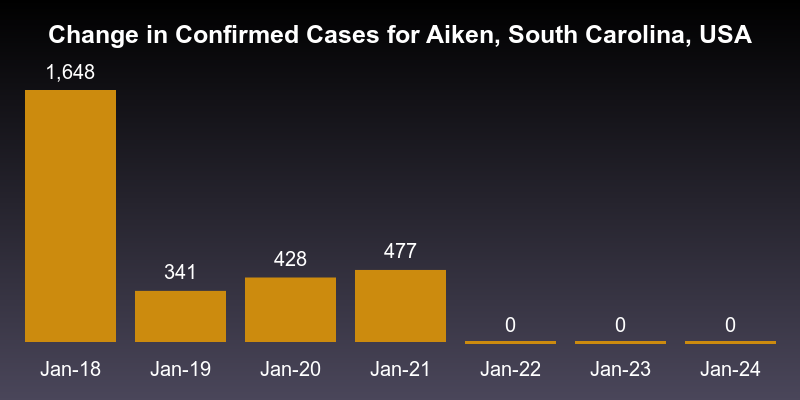 Change in Confirmed Cases for Aiken, South Carolina, USA
1,648
341
428
477
0
0
0
Jan-18
Jan-19
Jan-20
Jan-21
Jan-22
Jan-23
Jan-24